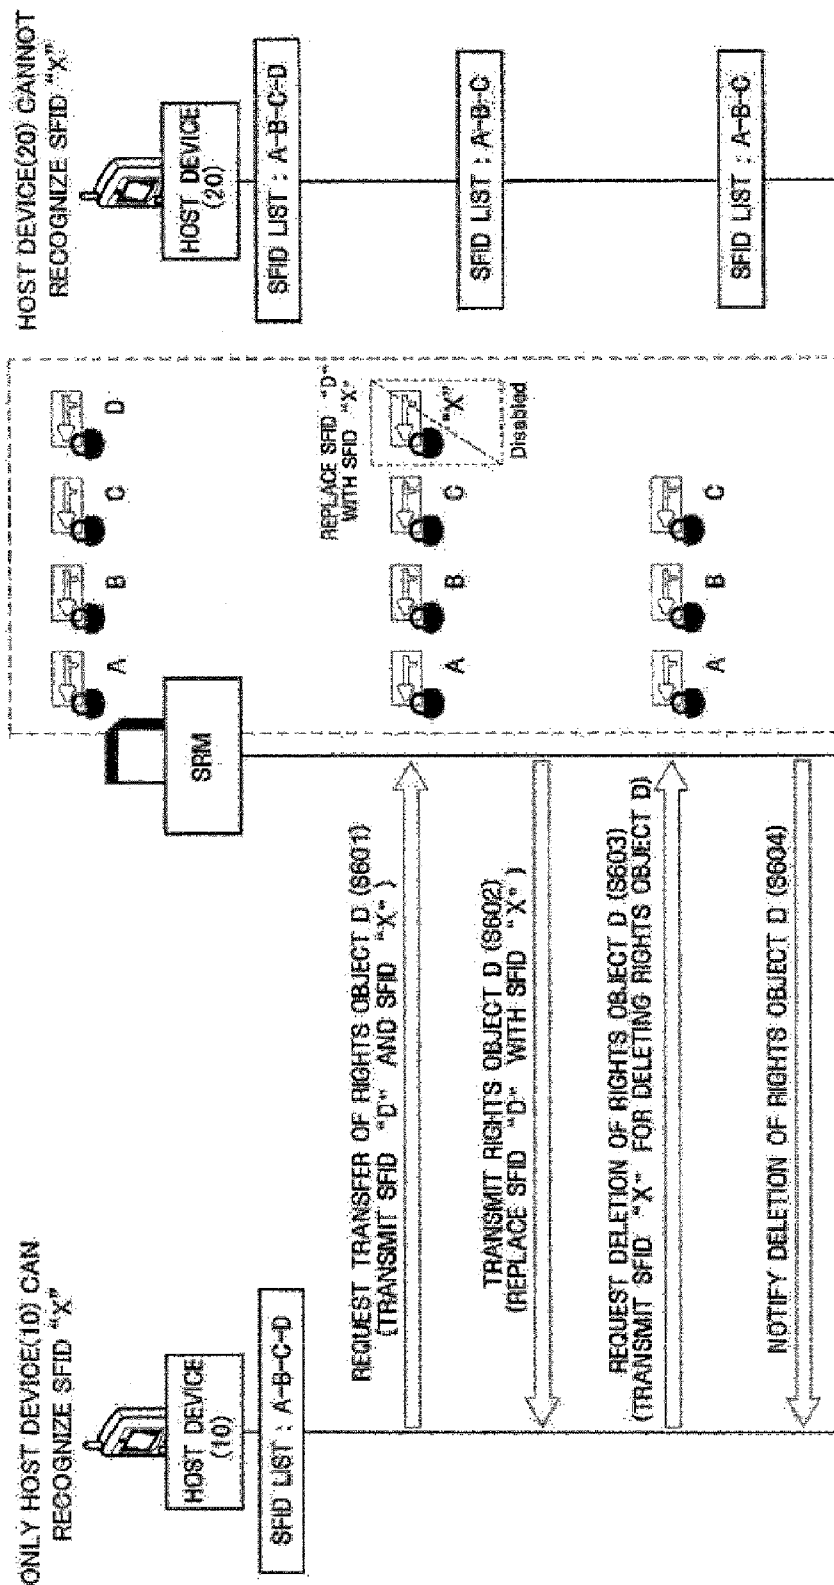 ONLY HOST DEVICE(10) CAN
RECOGNIZE SFID "X"
HOST DEVICE
(10)
SFID LIST : A-B-C-D
SRM
A
B
C
D
HOST DEVICE(20) CANNOT
RECOGNIZE SFID "X"
HOST DEVICE
(20)
SFID LIST : A-B-C-D
REQUEST TRANSFER OF RIGHTS OBJECT D (S601)
(TRANSMIT SFID "D" AND SFID "X")
REPLACE SFID "D"
WITH SFID "X"
A
B
C
"X"
Disabled
SFID LIST : A-B-C
TRANSMIT RIGHTS OBJECT D (S602)
(REPLACE SFID "D" WITH SFID "X")
REQUEST DELETION OF RIGHTS OBJECT D (S603)
(TRANSMIT SFID "X" FOR DELETING RIGHTS OBJECT D)
A
B
C
SFID LIST : A-B-C
NOTIFY DELETION OF RIGHTS OBJECT D (S604)